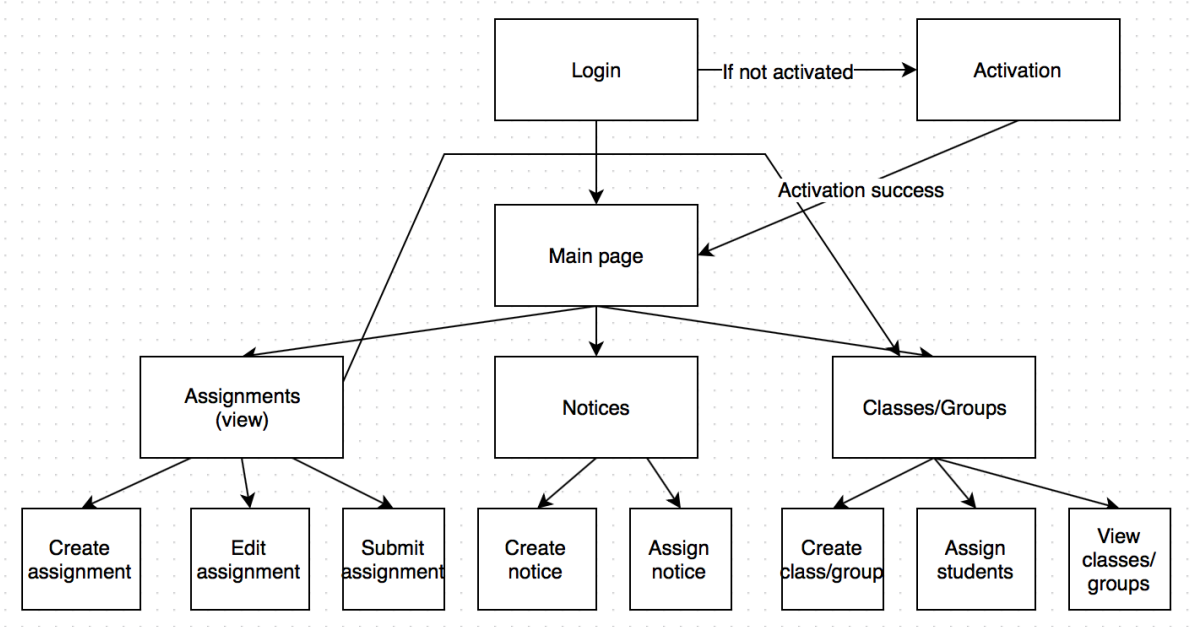 Login
If not activated
Activation
Activation success
Main page
Assignments
(view)
Notices
Classes/Groups
Create
assignment
Edit
assignment
Submit
assignment
Create
notice
Assign
notice
Create
class/group
Assign
students
View
classes/
groups